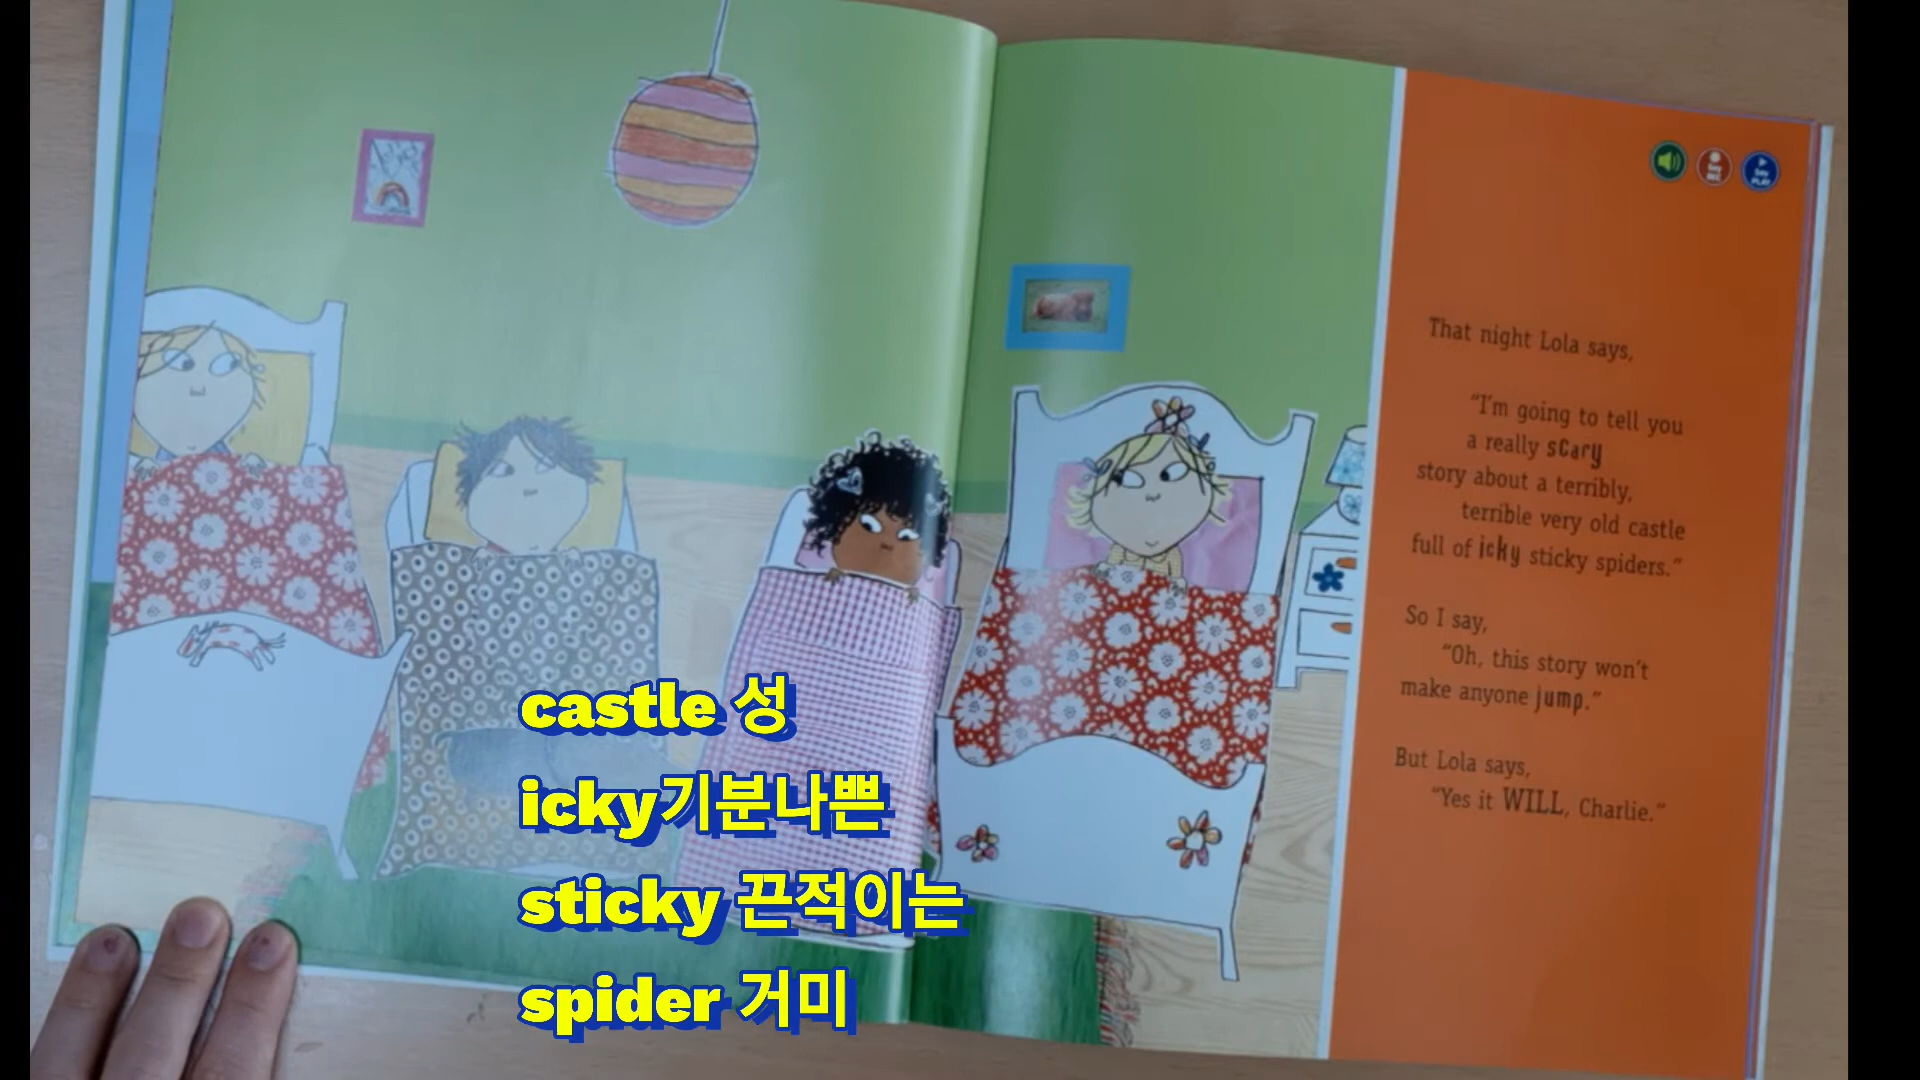 That night Lola says,
"I'm going to tell you
a really scary
story about a terribly,
terrible very old castle
full of icky sticky spiders."
So I say,
"Oh, this story won't
make anyone jump."
But Lola says,
"Yes it WILL, Charlie."
castle 성
icky기분나쁜
sticky 끈적이는
spider 거미